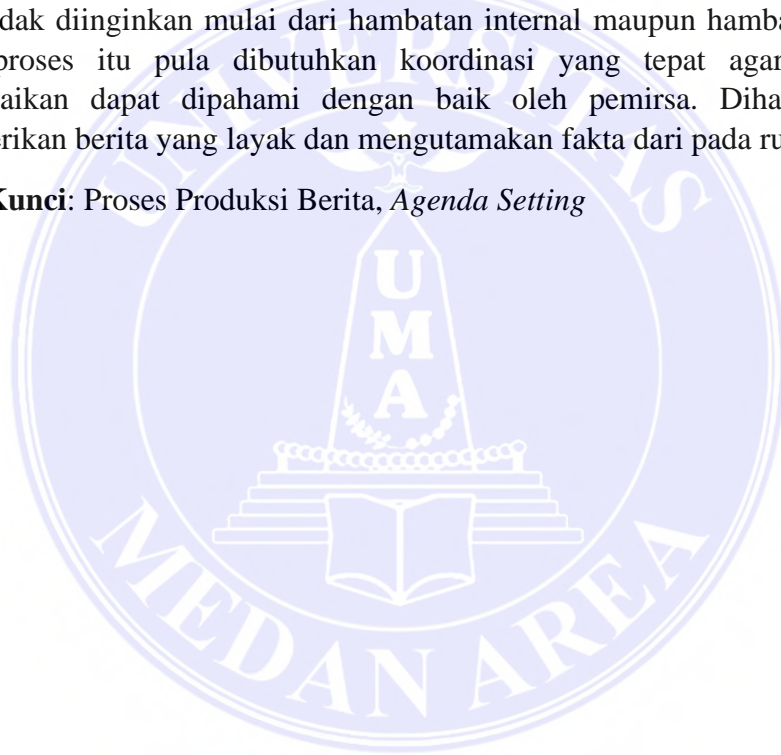 dak diinginkan mulai dari hambatan internal maupun hamba
proses itu pula dibutuhkan koordinasi yang tepat agar
aikan dapat dipahami dengan baik oleh pemirsa. Diha
erikan berita yang layak dan mengutamakan fakta dari pada ru
Kunci: Proses Produksi Berita, Agenda Setting
UNIVERSITAS
U
M
A
MEDAN AREA